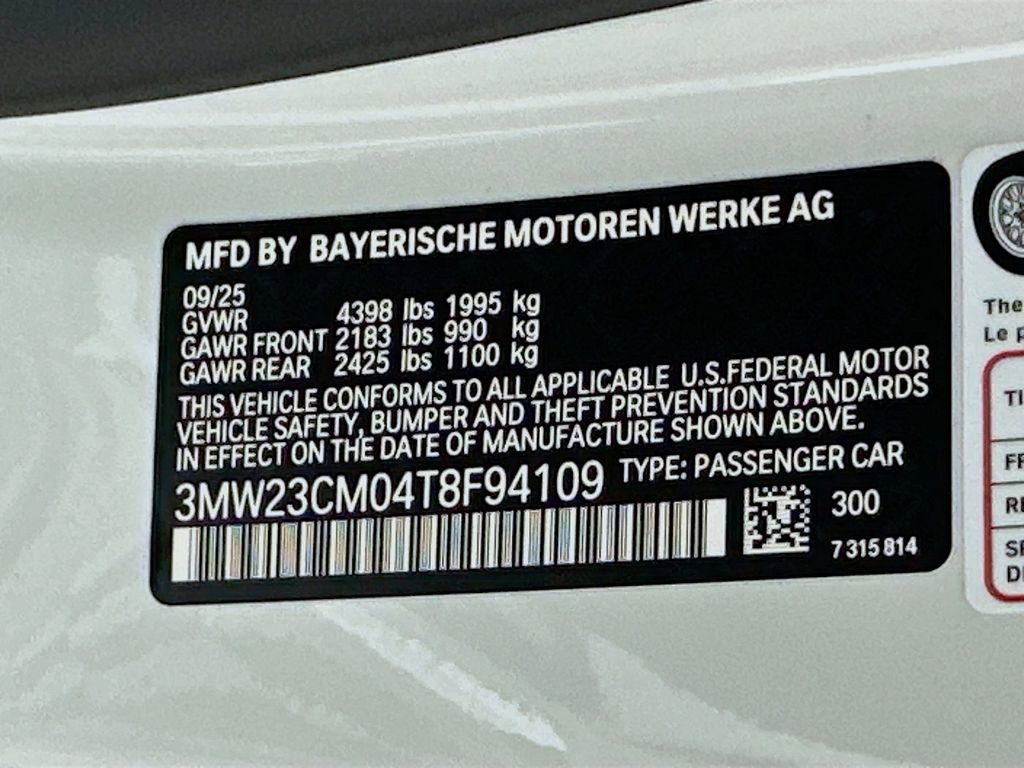 MFD BY BAYERISCHE MOTOREN WERKE AG
09/25
GVWR 4398 lbs 1995 kg
GAWR FRONT 2183 lbs 990 kg
GAWR REAR 2425 lbs 1100 kg
THIS VEHICLE CONFORMS TO ALL APPLICABLE U.S.FEDERAL MOTOR
VEHICLE SAFETY, BUMPER AND THEFT PREVENTION STANDARDS
IN EFFECT ON THE DATE OF MANUFACTURE SHOWN ABOVE.
3MW23CM04T8F94109 TYPE: PASSENGER CAR
300
7 315 814
The
Le